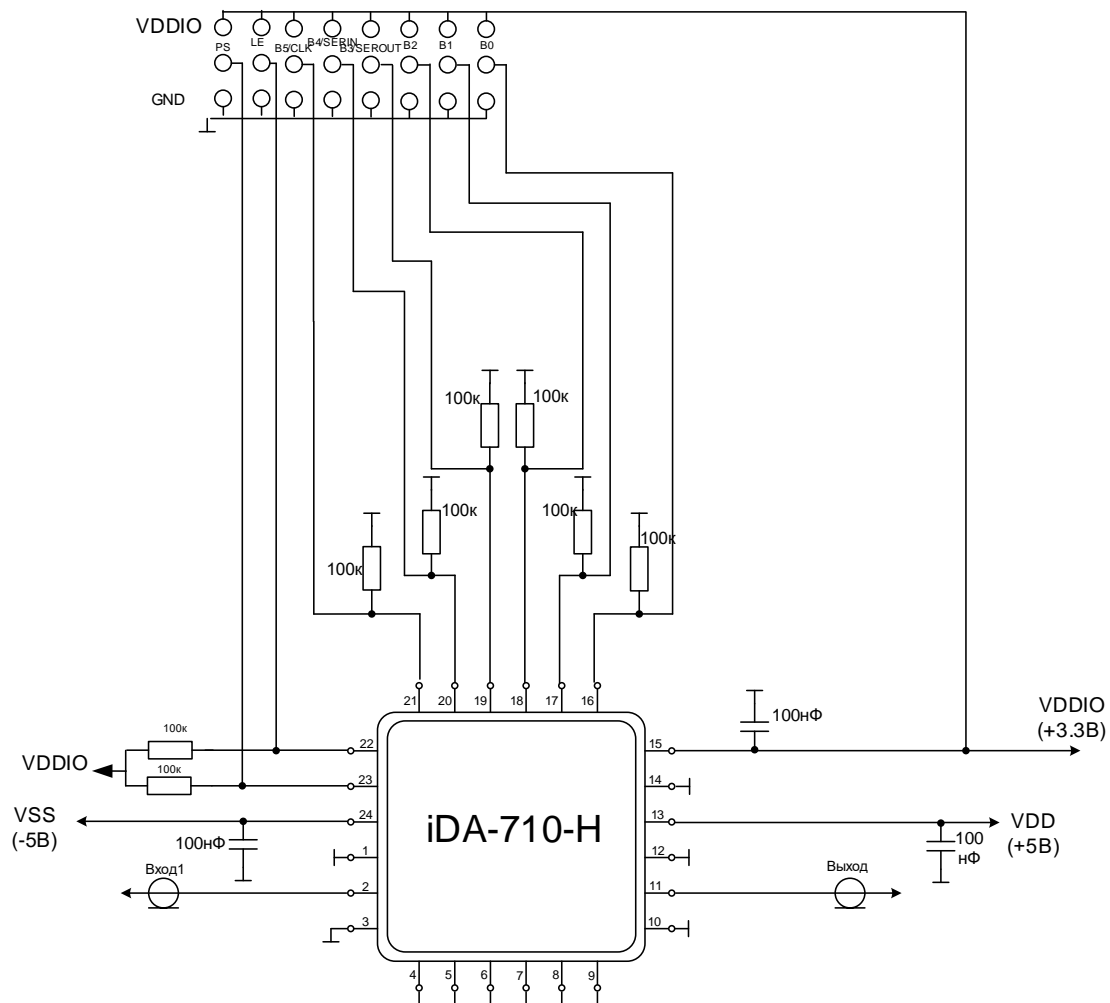 VDDIO
PS LE B5/CLK B4/SERIN B3/SEROUT B2 B1 B0
GND
100к 100к
100к 100к
100к 100к
21 20 19 18 17 16
100нФ
VDDIO
(+3.3В)
100к
22
15
VDDIO
100к
23
14
VSS
(-5В)
24
13
VDD
(+5В)
iDA-710-H
100нФ
100
нФ
1
12
Вход1
Выход
2
11
3
10
4 5 6 7 8 9